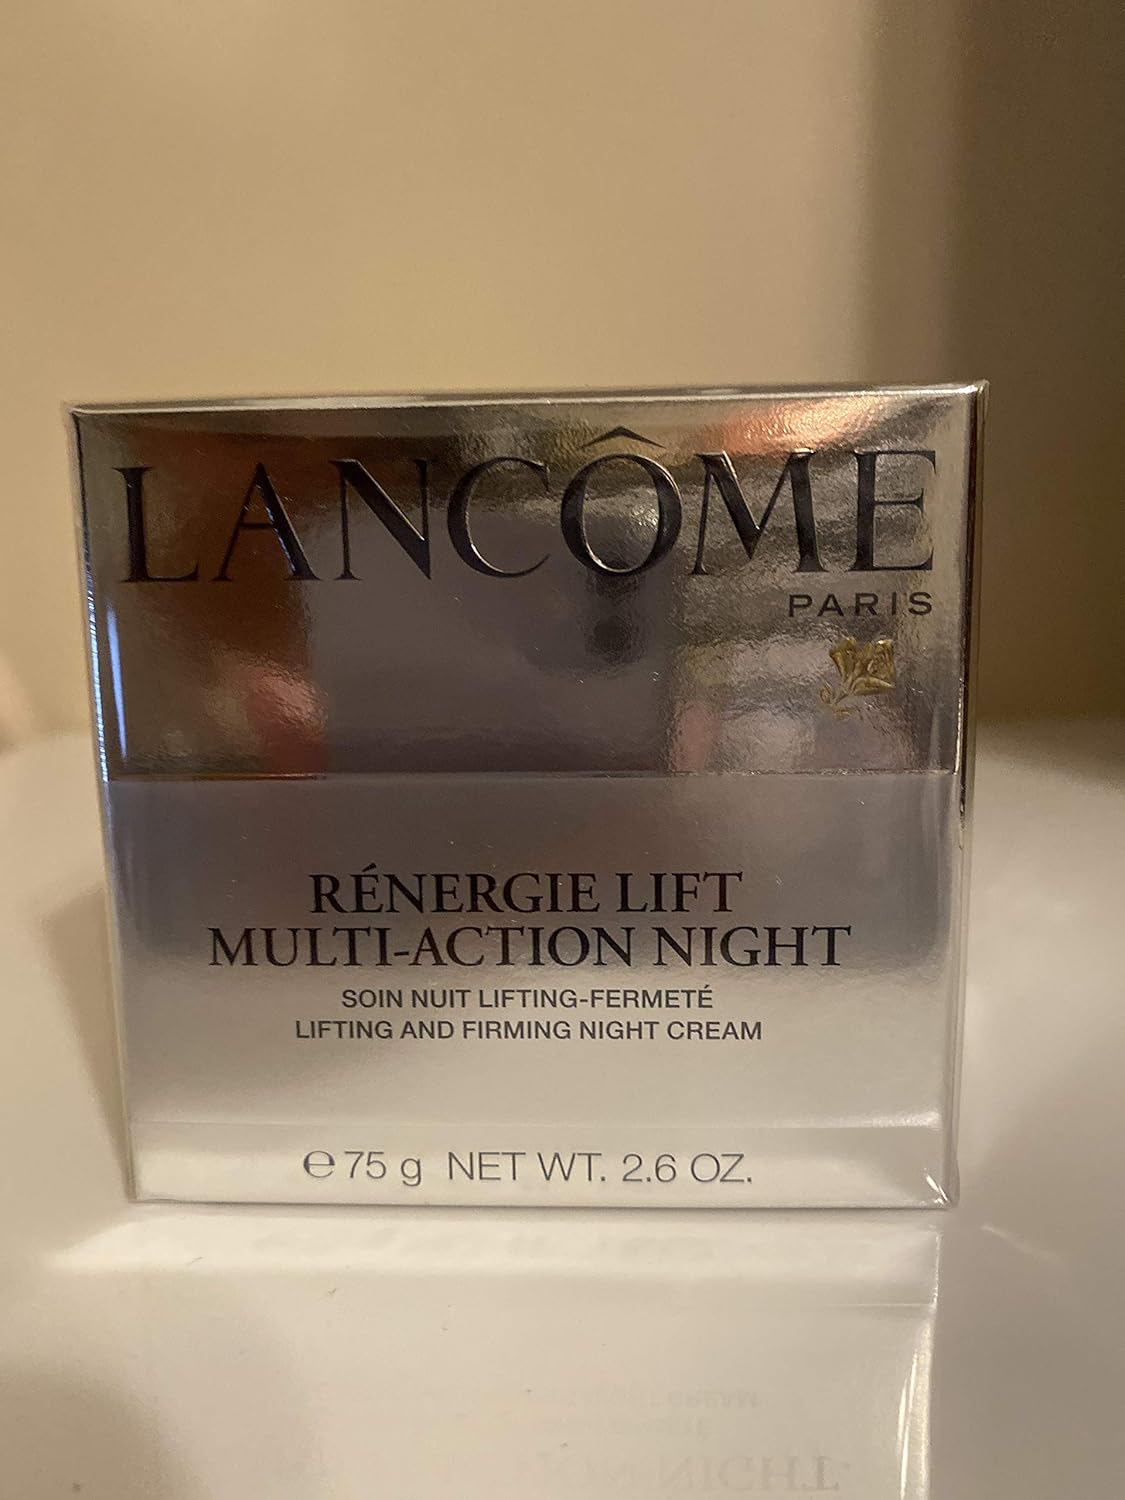 LANCÔME
PARIS
RÉNERGIE LIFT
MULTI-ACTION NIGHT
SOIN NUIT LIFTING-FERMETÉ
LIFTING AND FIRMING NIGHT CREAM
℮ 75 g NET WT. 2.6 OZ.